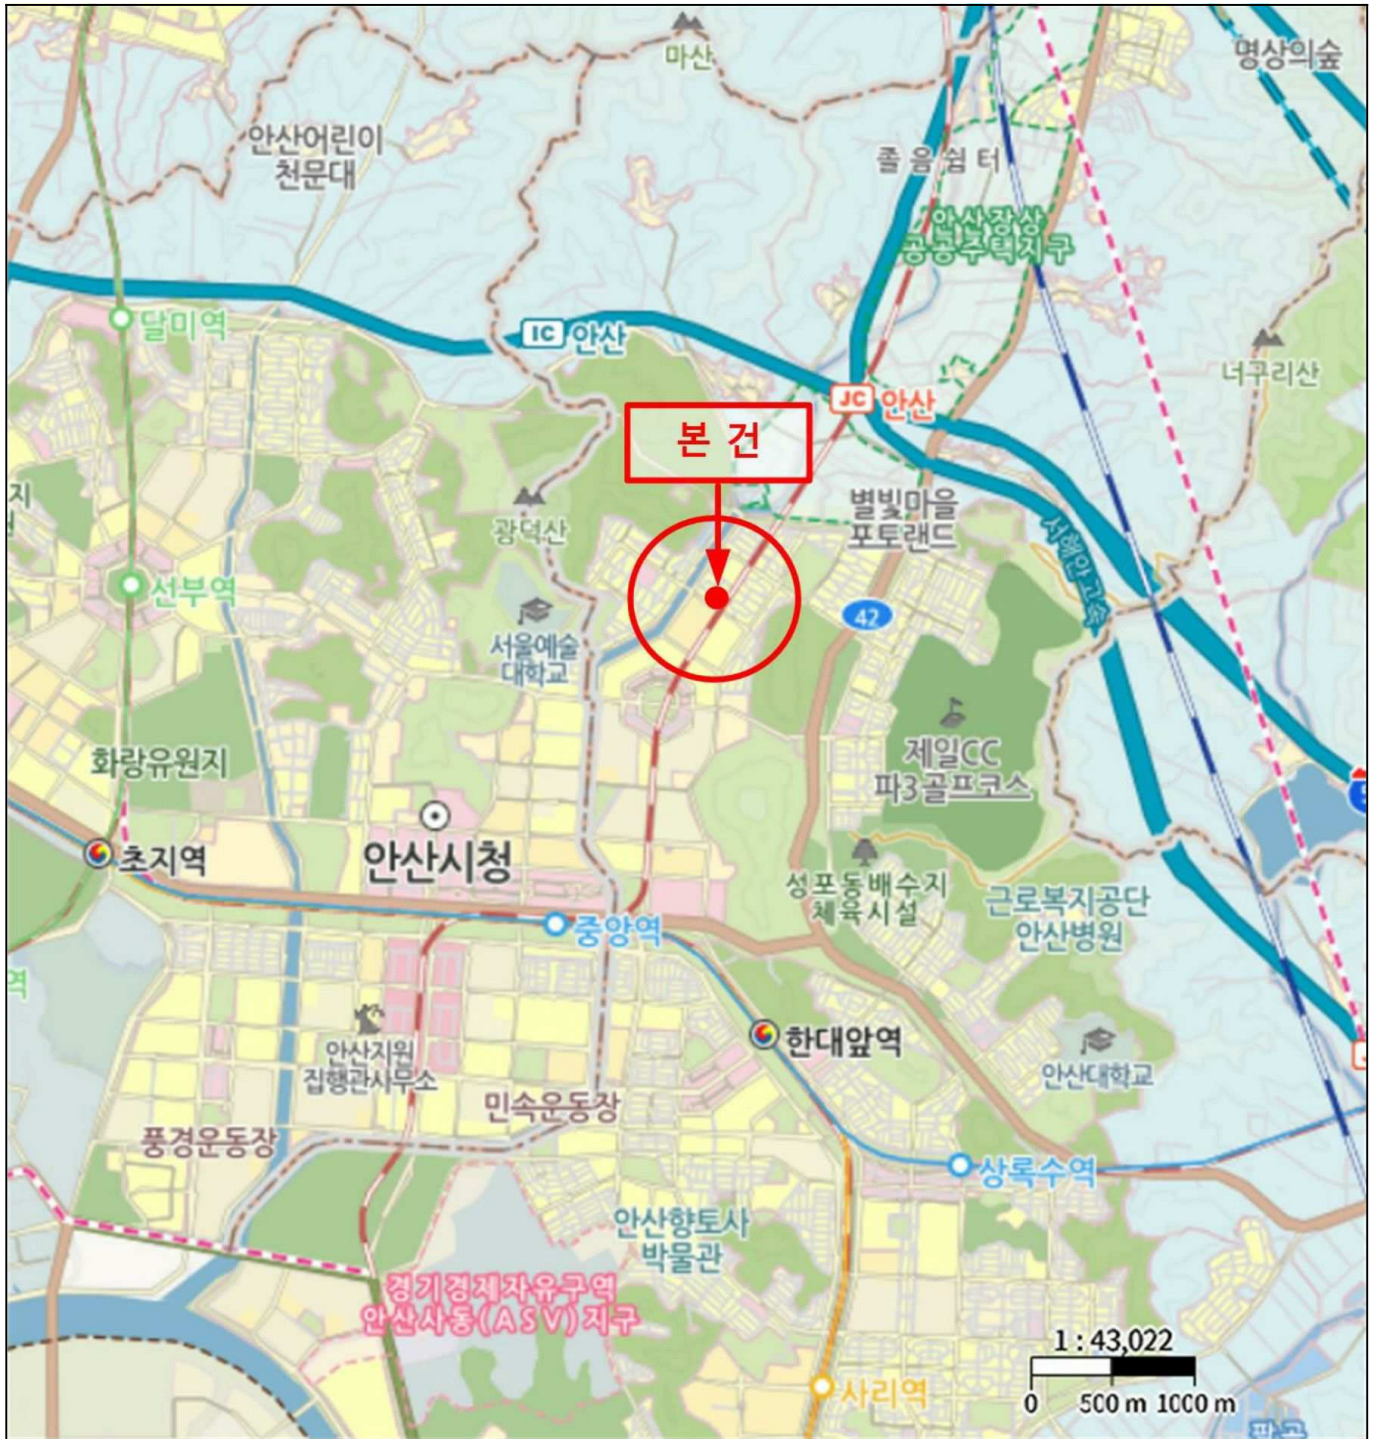 마산
명상의숲
안산어린이
천문대
졸음쉼터
안산장상
공공주택지구
달미역
IC 안산
너구리산
JC 안산
본 건
별빛마을
포토랜드
광덕산
서해안고속
지
선부역
42
서울예술
대학교
화랑유원지
제일CC
파3골프코스
안산시청
초지역
성포동배수지
체육시설
근로복지공단
안산병원
중앙역
역
한대앞역
안산지원
집행관사무소
안산대학교
민속운동장
풍경운동장
상록수역
안산향토사
박물관
경기경제자유구역
안산사동(ASV)지구
1 : 43,022
사리역
0 500 m 1000 m